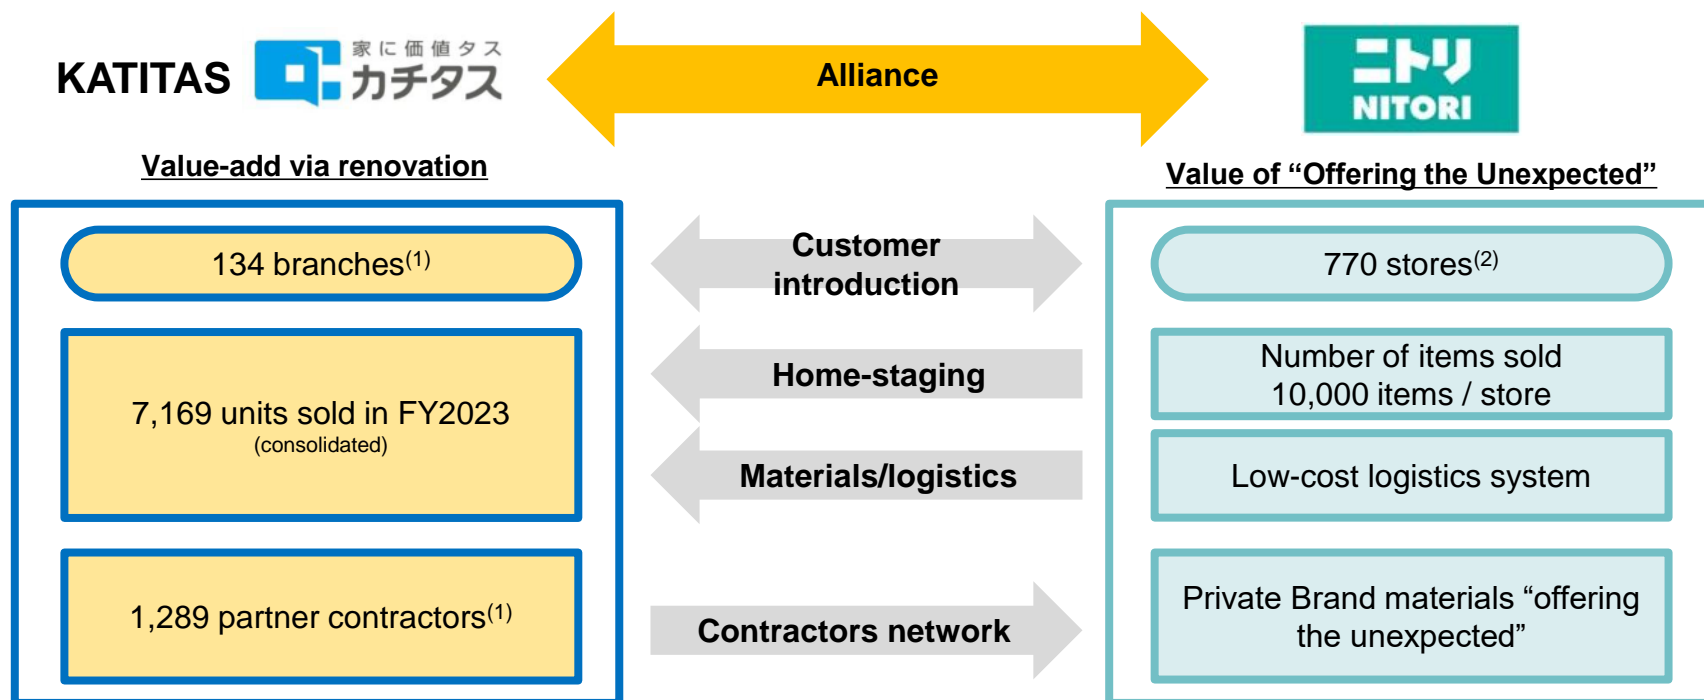 KATITAS
家に価値タス
カチタス
Alliance
ニトリ
NITORI
Value-add via renovation
Value of “Offering the Unexpected”
134 branches(1)
Customer
introduction
770 stores(2)
7,169 units sold in FY2023
(consolidated)
Home-staging
Number of items sold
10,000 items / store
Materials/logistics
Low-cost logistics system
1,289 partner contractors(1)
Contractors network
Private Brand materials “offering
the unexpected”